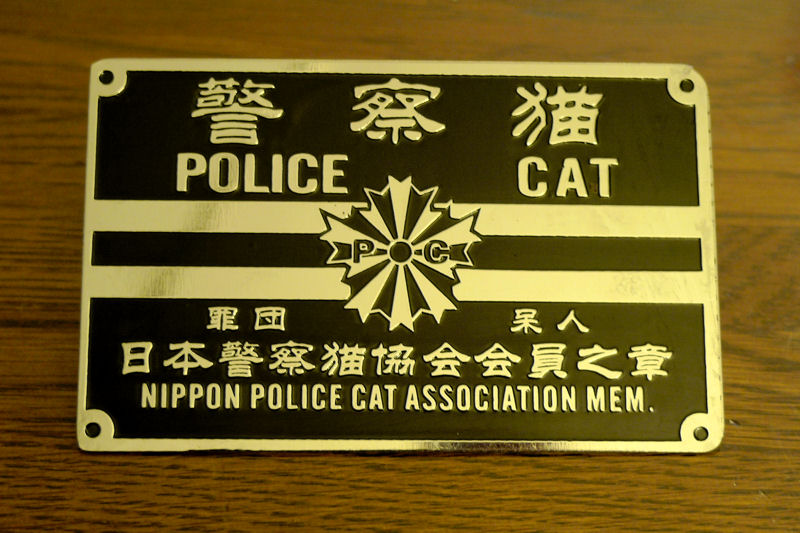 警察猫
POLICE CAT
P C
罪団 呆人
日本警察猫協会会員之章
NIPPON POLICE CAT ASSOCIATION MEM.